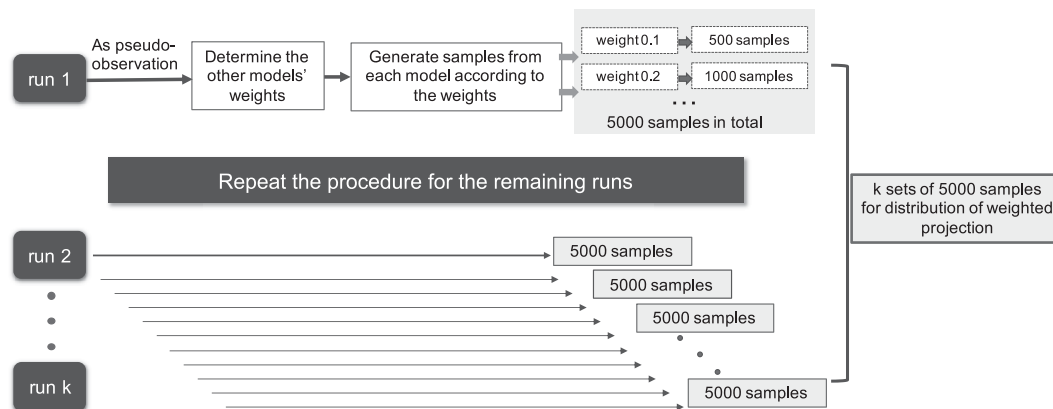 run 1
As pseudo-
observation
Determine the
other models'
weights
Generate samples from
each model according to
the weights
weight 0.1
500 samples
weight 0.2
1000 samples
...
5000 samples in total
Repeat the procedure for the remaining runs
k sets of 5000 samples
for distribution of weighted
projection
run 2
5000 samples
5000 samples
5000 samples
run k
5000 samples